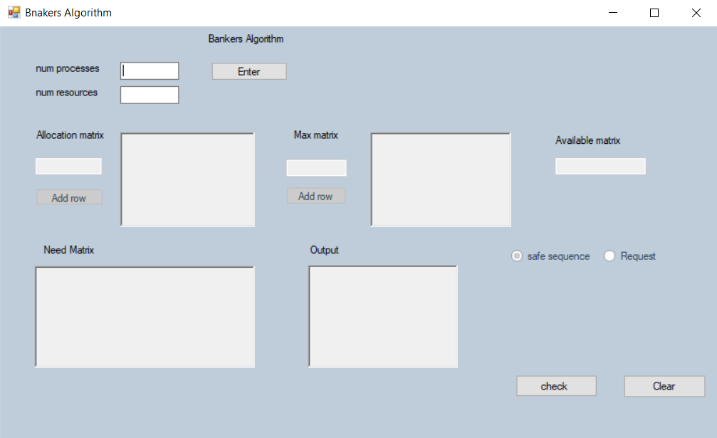 Bnakers Algorithm
Bankers Algorithm
num processes
Enter
num resources
Allocation matrix
Max matrix
Available matrix
Add row
Add row
Need Matrix
Output
safe sequence
Request
check
Clear